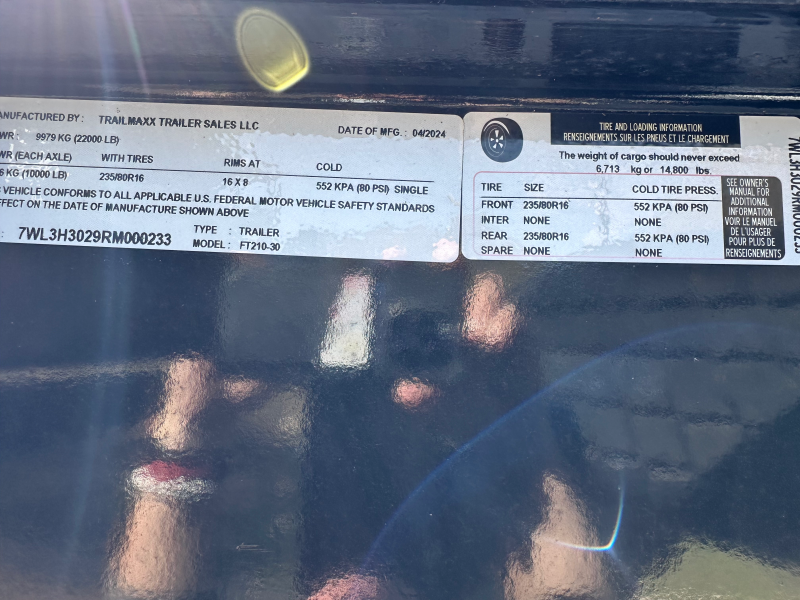 MANUFACTURED BY: TRAILMAXX TRAILER SALES LLC
DATE OF MFG.: 04/2024
WR: 9979 KG (22000 LB)
WR (EACH AXLE) WITH TIRES RIMS AT COLD
6 KG (10000 LB) 235/80R16 16 X 8 552 KPA (80 PSI) SINGLE
VEHICLE CONFORMS TO ALL APPLICABLE U.S. FEDERAL MOTOR VEHICLE SAFETY STANDARDS
EFFECT ON THE DATE OF MANUFACTURE SHOWN ABOVE
: 7WL3H3029RM000233
TYPE : TRAILER
MODEL : FT210-30
TIRE AND LOADING INFORMATION
RENSEIGNEMENTS SUR LES PNEUS ET LE CHARGEMENT
The weight of cargo should never exceed
6,713 kg or 14,800 lbs.
TIRE SIZE COLD TIRE PRESS.
FRONT 235/80R16 552 KPA (80 PSI)
INTER NONE NONE
REAR 235/80R16 552 KPA (80 PSI)
SPARE NONE NONE
SEE OWNER'S
MANUAL FOR
ADDITIONAL
INFORMATION
VOIR LE MANUEL
DE L'USAGER
POUR PLUS DE
RENSEIGNEMENTS
7WL3H3029RM000233